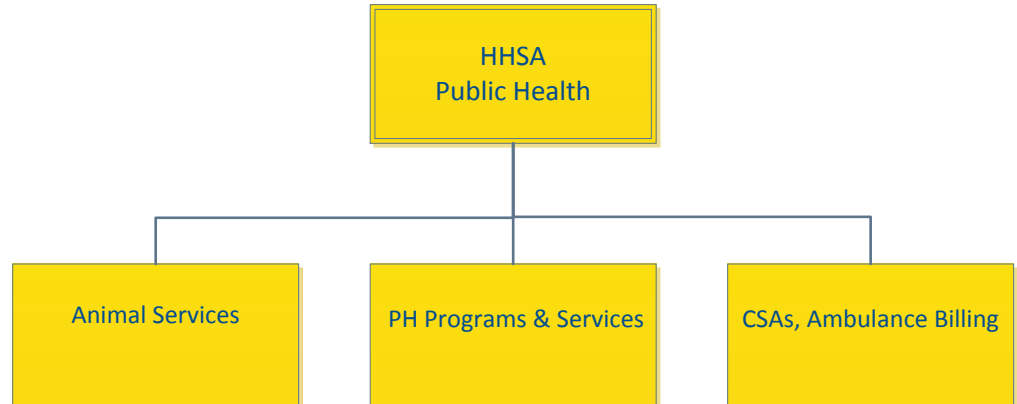 HHSA
Public Health
Animal Services
PH Programs & Services
CSAs, Ambulance Billing